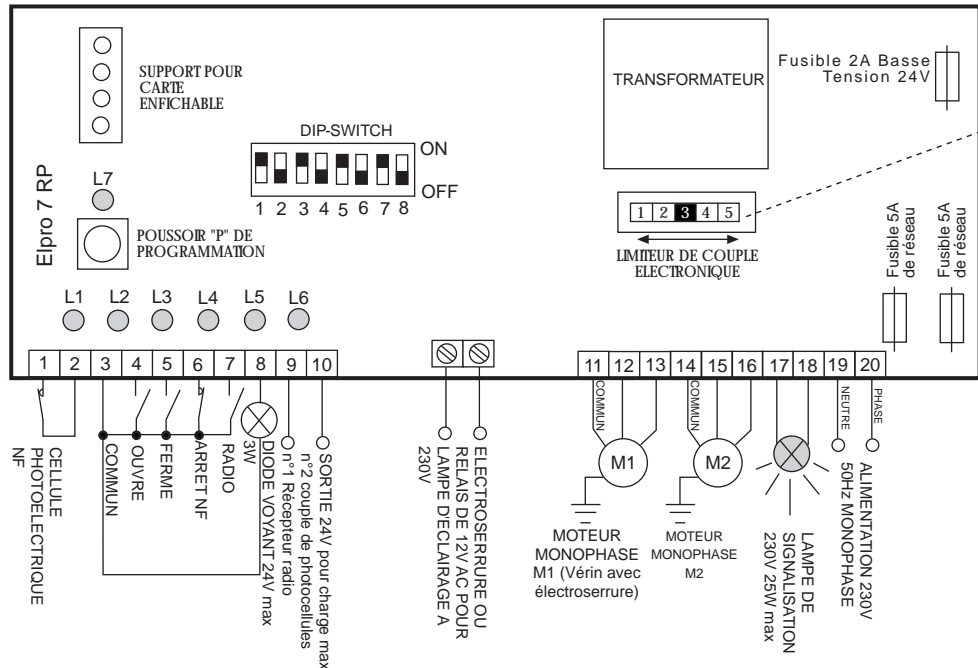 SUPPORT POUR
CARTE
ENFICHABLE
DIP-SWITCH
ON
OFF
1 2 3 4 5 6 7 8
TRANSFORMATEUR
Fusible 2A Basse
Tension 24V
Elpro 7 RP
L7
POUSSOIR "P" DE
PROGRAMMATION
1 2 3 4 5
LIMITEUR DE COUPLE
ELECTRONIQUE
Fusible 5A
de réseau
Fusible 5A
de réseau
L1 L2 L3 L4 L5 L6
1 2 3 4 5 6 7 8 9 10
11 12 13 14 15 16 17 18 19 20
CELLULE
PHOTOELECTRIQUE
NF
COMMUN
OUVRE
FERME
ARRET NF
RADIO
DIODE VOYANT 24V max
3W
SORTIE 24V pour charge max
n°2 couple de photocellules
n°1 Récepteur radio
ELECTROSERRURE OU
RELAIS DE 12V AC POUR
LAMPE D'ECLAIRAGE A
230V
COMMUN
M1
MOTEUR
MONOPHASE
M1 (Vérin avec
électroserrure)
COMMUN
M2
MOTEUR
MONOPHASE
M2
LAMPE DE
SIGNALISATION
230V 25W max
NEUTRE
PHASE
ALIMENTATION 230V
50Hz MONOPHASE